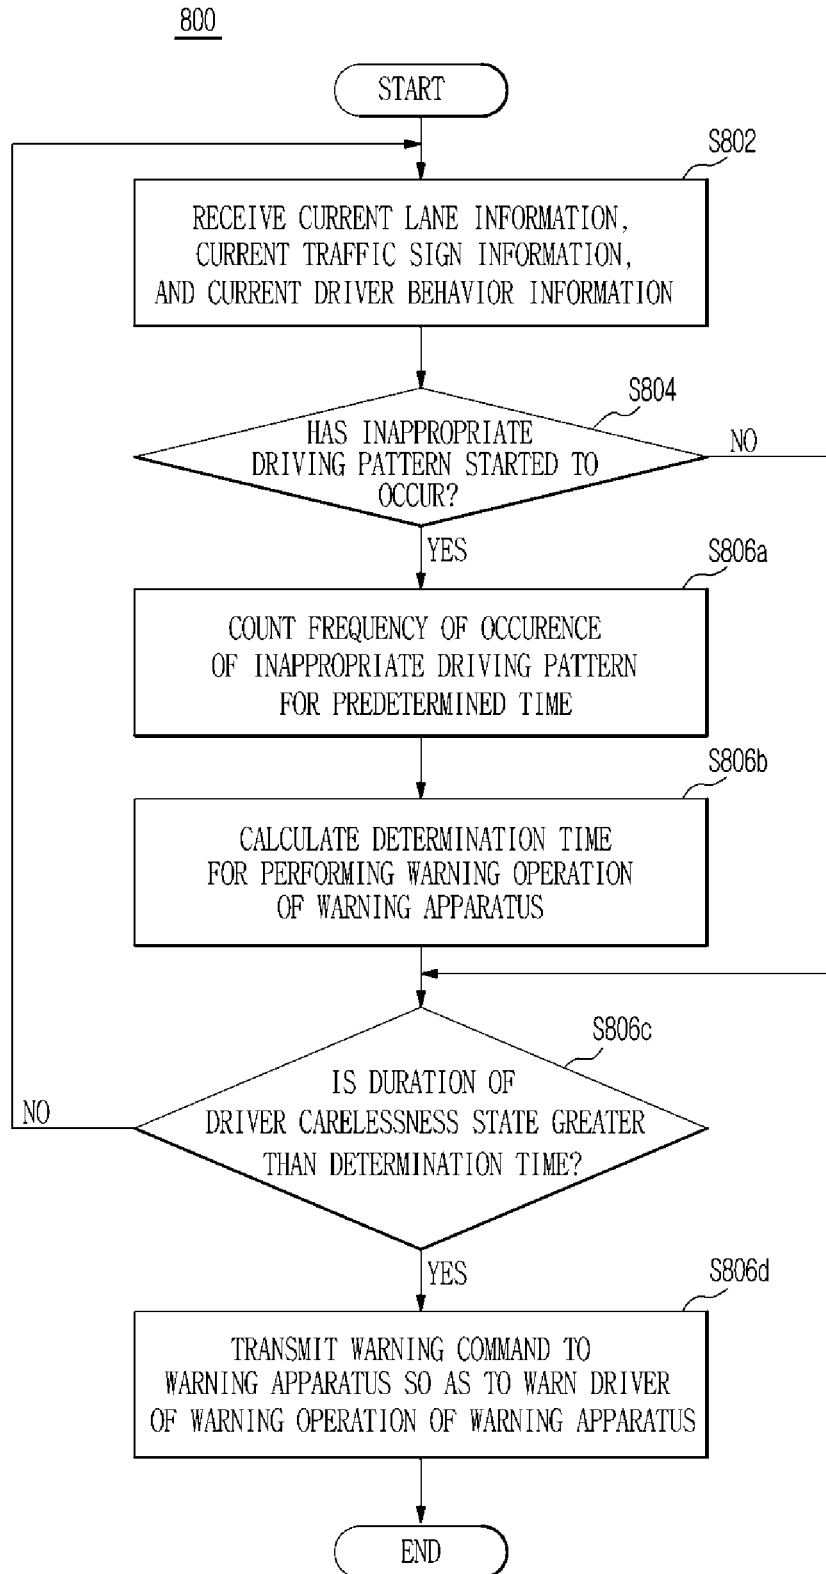 800
START
S802
RECEIVE CURRENT LANE INFORMATION,
CURRENT TRAFFIC SIGN INFORMATION,
AND CURRENT DRIVER BEHAVIOR INFORMATION
S804
HAS INAPPROPRIATE
DRIVING PATTERN STARTED TO
OCCUR?
NO
YES
S806a
COUNT FREQUENCY OF OCCURENCE
OF INAPPROPRIATE DRIVING PATTERN
FOR PREDETERMINED TIME
S806b
CALCULATE DETERMINATION TIME
FOR PERFORMING WARNING OPERATION
OF WARNING APPARATUS
S806c
IS DURATION OF
DRIVER CARELESSNESS STATE GREATER
THAN DETERMINATION TIME?
NO
YES
S806d
TRANSMIT WARNING COMMAND TO
WARNING APPARATUS SO AS TO WARN DRIVER
OF WARNING OPERATION OF WARNING APPARATUS
END